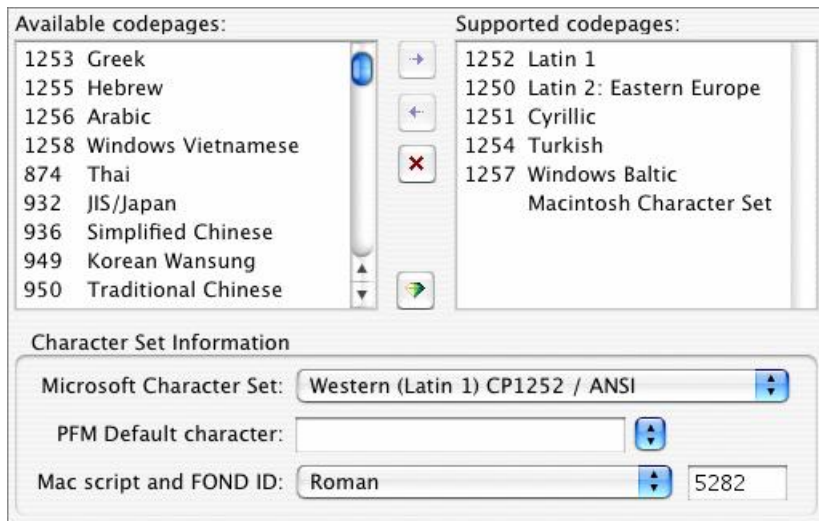 Available codepages:
1253 Greek
1255 Hebrew
1256 Arabic
1258 Windows Vietnamese
874 Thai
932 JIS/Japan
936 Simplified Chinese
949 Korean Wansung
950 Traditional Chinese
Supported codepages:
1252 Latin 1
1250 Latin 2: Eastern Europe
1251 Cyrillic
1254 Turkish
1257 Windows Baltic
Macintosh Character Set
Character Set Information
Microsoft Character Set: Western (Latin 1) CP1252 / ANSI
PFM Default character:
Mac script and FOND ID: Roman 5282